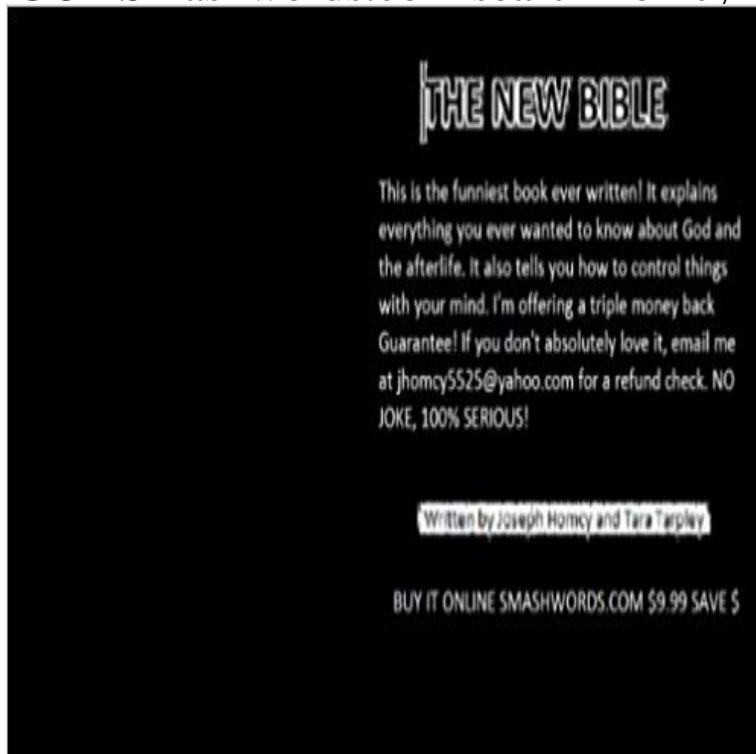 THE NEW BIBLE
This is the funniest book ever written! It explains
everything you ever wanted to know about God and
the afterlife. It also tells you how to control things
with your mind. I'm offering a triple money back
Guarantee! If you don't absolutely love it, email me
at jhomcy5525@yahoo.com for a refund check. NO
JOKE, 100% SERIOUS!
Written by Joseph Homcy and Tara Tarpley
BUY IT ONLINE SMASHWORDS.COM $9.99 SAVE $